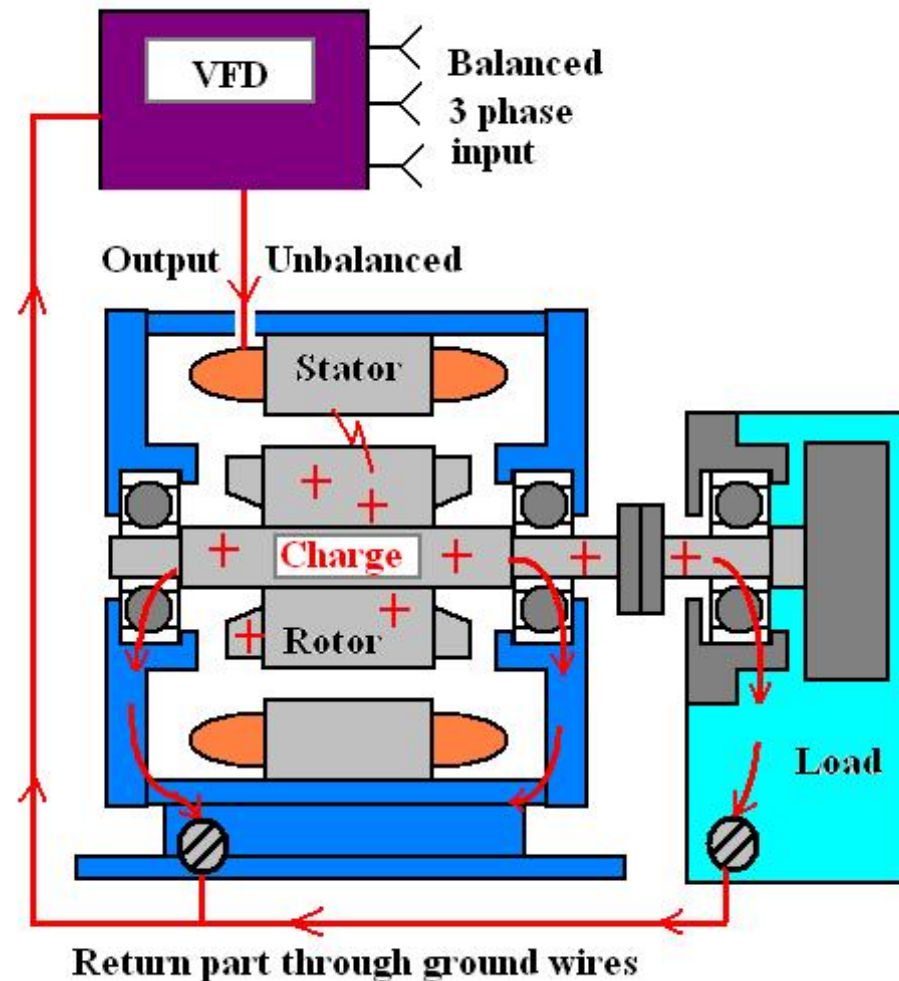 VFD
Balanced
3 phase
input
Output Unbalanced
Stator
Charge
Rotor
Load
Return part through ground wires